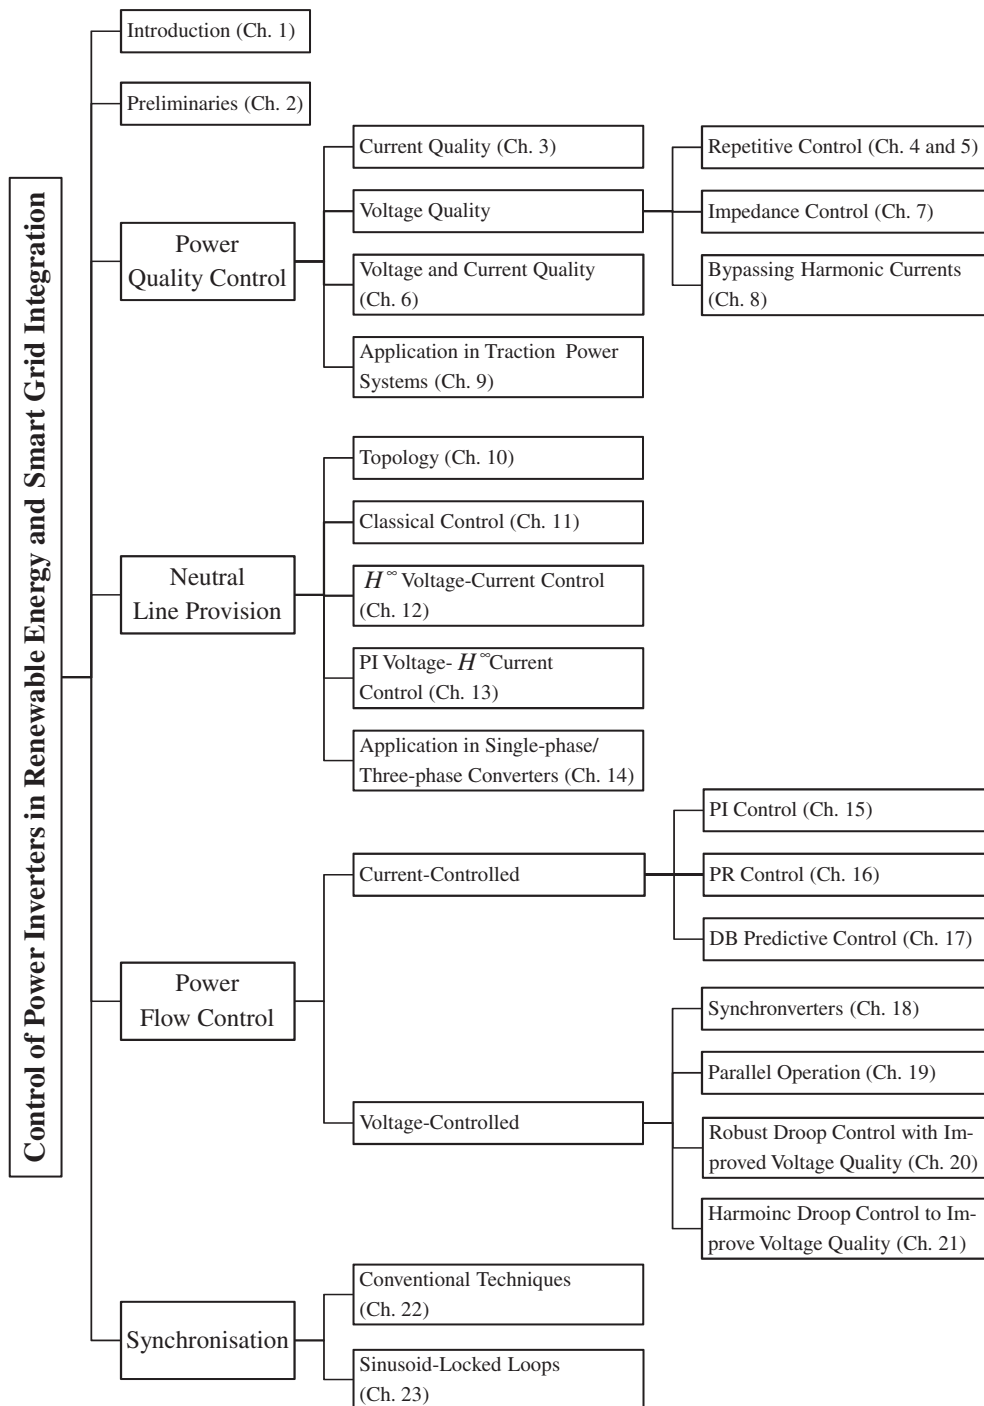 Control of Power Inverters in Renewable Energy and Smart Grid Integration
Introduction (Ch. 1)
Preliminaries (Ch. 2)
Power
Quality Control
Current Quality (Ch. 3)
Voltage Quality
Repetitive Control (Ch. 4 and 5)
Impedance Control (Ch. 7)
Bypassing Harmonic Currents
(Ch. 8)
Voltage and Current Quality
(Ch. 6)
Application in Traction Power
Systems (Ch. 9)
Neutral
Line Provision
Topology (Ch. 10)
Classical Control (Ch. 11)
H∞ Voltage-Current Control
(Ch. 12)
PI Voltage- H∞ Current
Control (Ch. 13)
Application in Single-phase/
Three-phase Converters (Ch. 14)
Power
Flow Control
Current-Controlled
PI Control (Ch. 15)
PR Control (Ch. 16)
DB Predictive Control (Ch. 17)
Voltage-Controlled
Synchronverters (Ch. 18)
Parallel Operation (Ch. 19)
Robust Droop Control with Im-
proved Voltage Quality (Ch. 20)
Harmoinc Droop Control to Im-
prove Voltage Quality (Ch. 21)
Synchronisation
Conventional Techniques
(Ch. 22)
Sinusoid-Locked Loops
(Ch. 23)